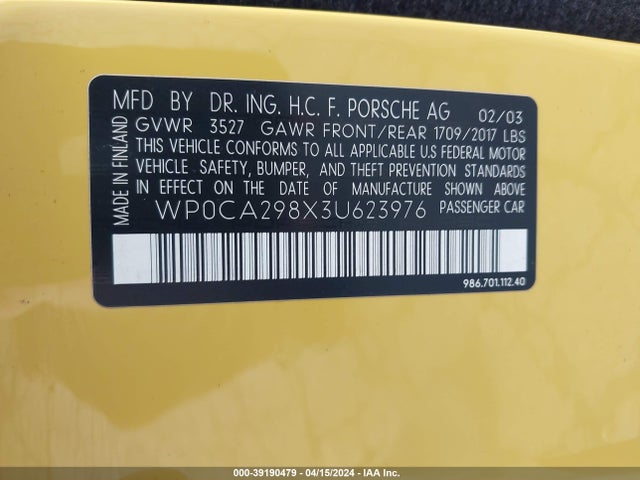 MFD BY DR. ING. H.C. F. PORSCHE AG 02/03
GVWR 3527 GAWR FRONT/REAR 1709/2017 LBS
THIS VEHICLE CONFORMS TO ALL APPLICABLE U.S FEDERAL MOTOR
VEHICLE SAFETY, BUMPER, AND THEFT PREVENTION STANDARDS
IN EFFECT ON THE DATE OF MANUFACTURE SHOWN ABOVE
WP0CA298X3U623976 PASSENGER CAR
MADE IN FINLAND
986.701.112.40
000-39190479 - 04/15/2024 - IAA Inc.